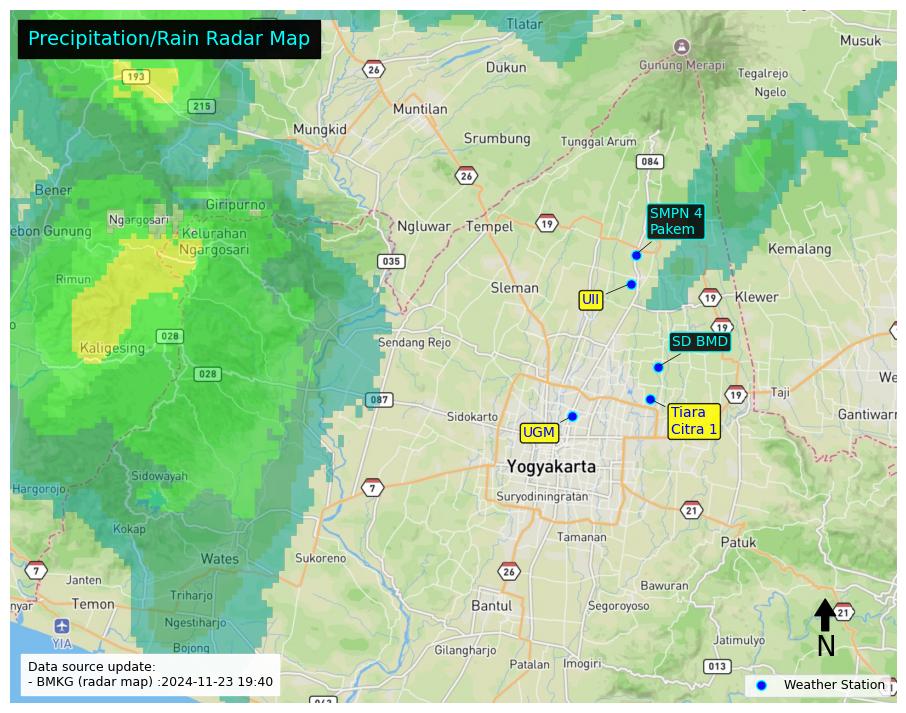 Precipitation/Rain Radar Map
Tlatar
Musuk
193
26
Dukun
Gunung Merapi
Tegalrejo
Ngelo
215
Muntilan
Mungkid
Srumbung
Tunggal Arum
084
26
Bener
Giripurno
SMPN 4
Pakem
Ngargosari
Ngluwar
Tempel
19
ebon Gunung
Kelurahan
Ngargosari
Kemalang
035
Rimun
Sleman
UII
19
Klewer
19
028
Kaligesing
Sendang Rejo
SD BMD
028
We
087
19
Taji
Sidokarto
Tiara
Citra 1
Gantiwarn
UGM
Yogyakarta
Sidowayah
Hargorojo
7
Suryodiningratan
21
Kokap
Tamanan
Patuk
Wates
Sukoreno
7
26
Janten
Bawuran
Triharjo
nyar
Temon
Bantul
Segoroyoso
21
Ngestiharjo
YIA
N
Jatimulyo
Bojong
Gilangharjo
Patalan
Imogiri
013
Data source update:
- BMKG (radar map) :2024-11-23 19:40
Weather Station